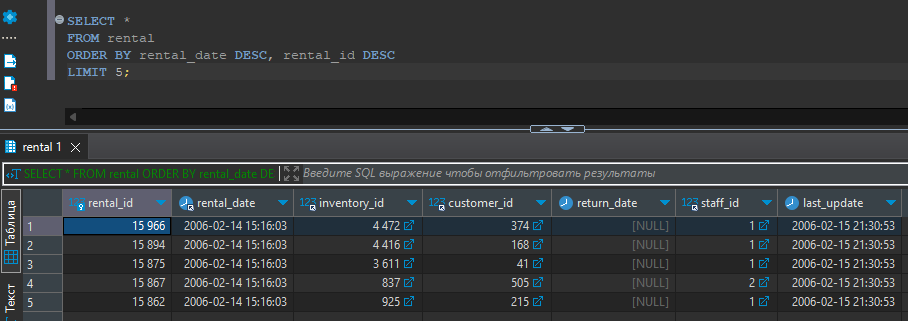 SELECT *
FROM rental
ORDER BY rental_date DESC, rental_id DESC
LIMIT 5;
rental 1
SELECT * FROM rental ORDER BY rental_date DE Введите SQL выражение чтобы отфильтровать результаты
Таблица
Текст
rental_id rental_date inventory_id customer_id return_date staff_id last_update
1 15 966 2006-02-14 15:16:03 4 472 374 [NULL] 1 2006-02-15 21:30:53
2 15 894 2006-02-14 15:16:03 4 416 168 [NULL] 1 2006-02-15 21:30:53
3 15 875 2006-02-14 15:16:03 3 611 41 [NULL] 1 2006-02-15 21:30:53
4 15 867 2006-02-14 15:16:03 837 505 [NULL] 2 2006-02-15 21:30:53
5 15 862 2006-02-14 15:16:03 925 215 [NULL] 1 2006-02-15 21:30:53